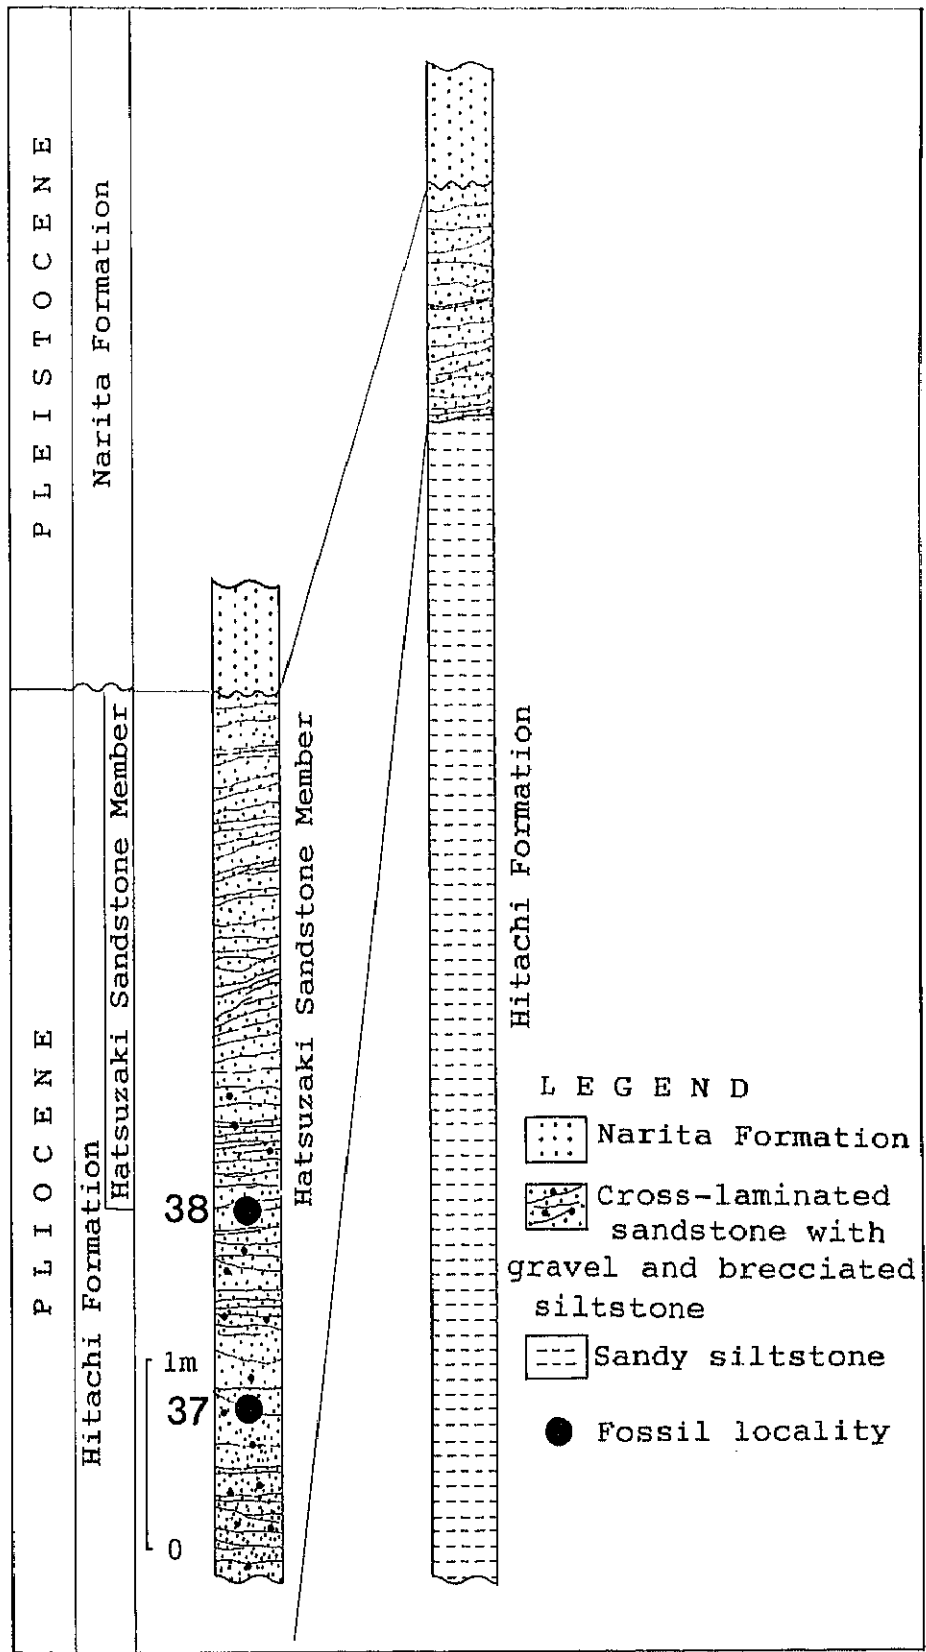 PLEISTOCENE
Narita Formation
PLIOCENE
Hitachi Formation
Hatsuzaki Sandstone Member
38
1m
37
0
Hatsuzaki Sandstone Member
Hitachi Formation
LEGEND
Narita Formation
Cross-laminated
sandstone with
gravel and brecciated
siltstone
Sandy siltstone
Fossil locality